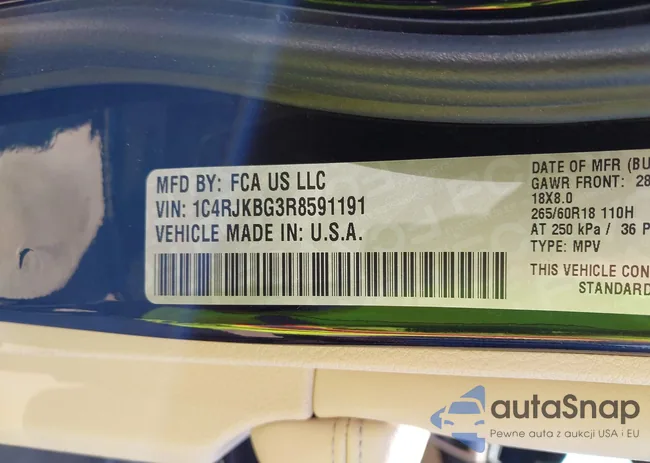 MFD BY: FCA US LLC
VIN: 1C4RJKBG3R8591191
VEHICLE MADE IN: U.S.A.
DATE OF MFR (BU
GAWR FRONT: 28
18X8.0
265/60R18 110H
AT 250 kPa / 36 P
TYPE: MPV
THIS VEHICLE CON
STANDARD
autoSnap
Pewne auta z aukcji USA i EU